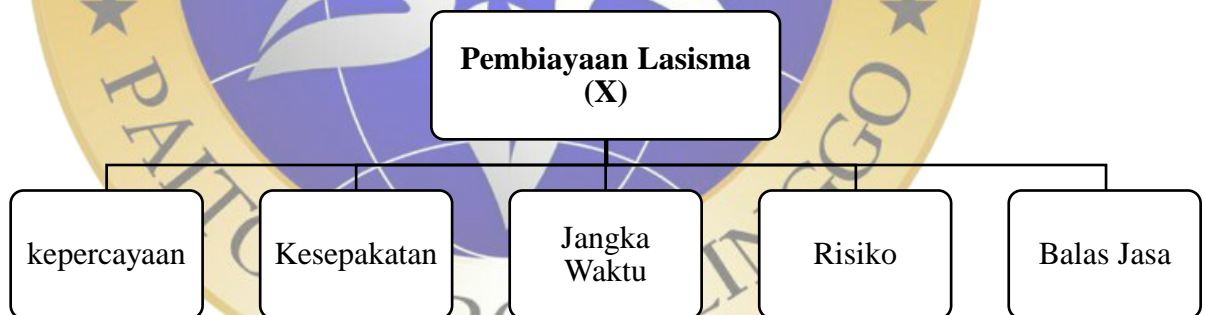 Pembiayaan Lasisma
(X)
kepercayaan
Kesepakatan
Jangka
Waktu
Risiko
Balas Jasa